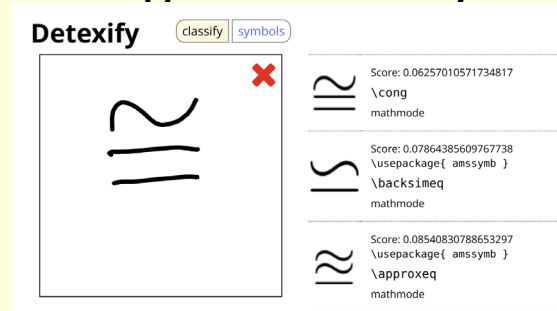 Detexify
classify symbols
Score: 0.06257010571734817
\cong
mathmode
Score: 0.07864385609767738
\usepackage{ amssymb }
\backsimeq
mathmode
Score: 0.08540830788653297
\usepackage{ amssymb }
\approxeq
mathmode